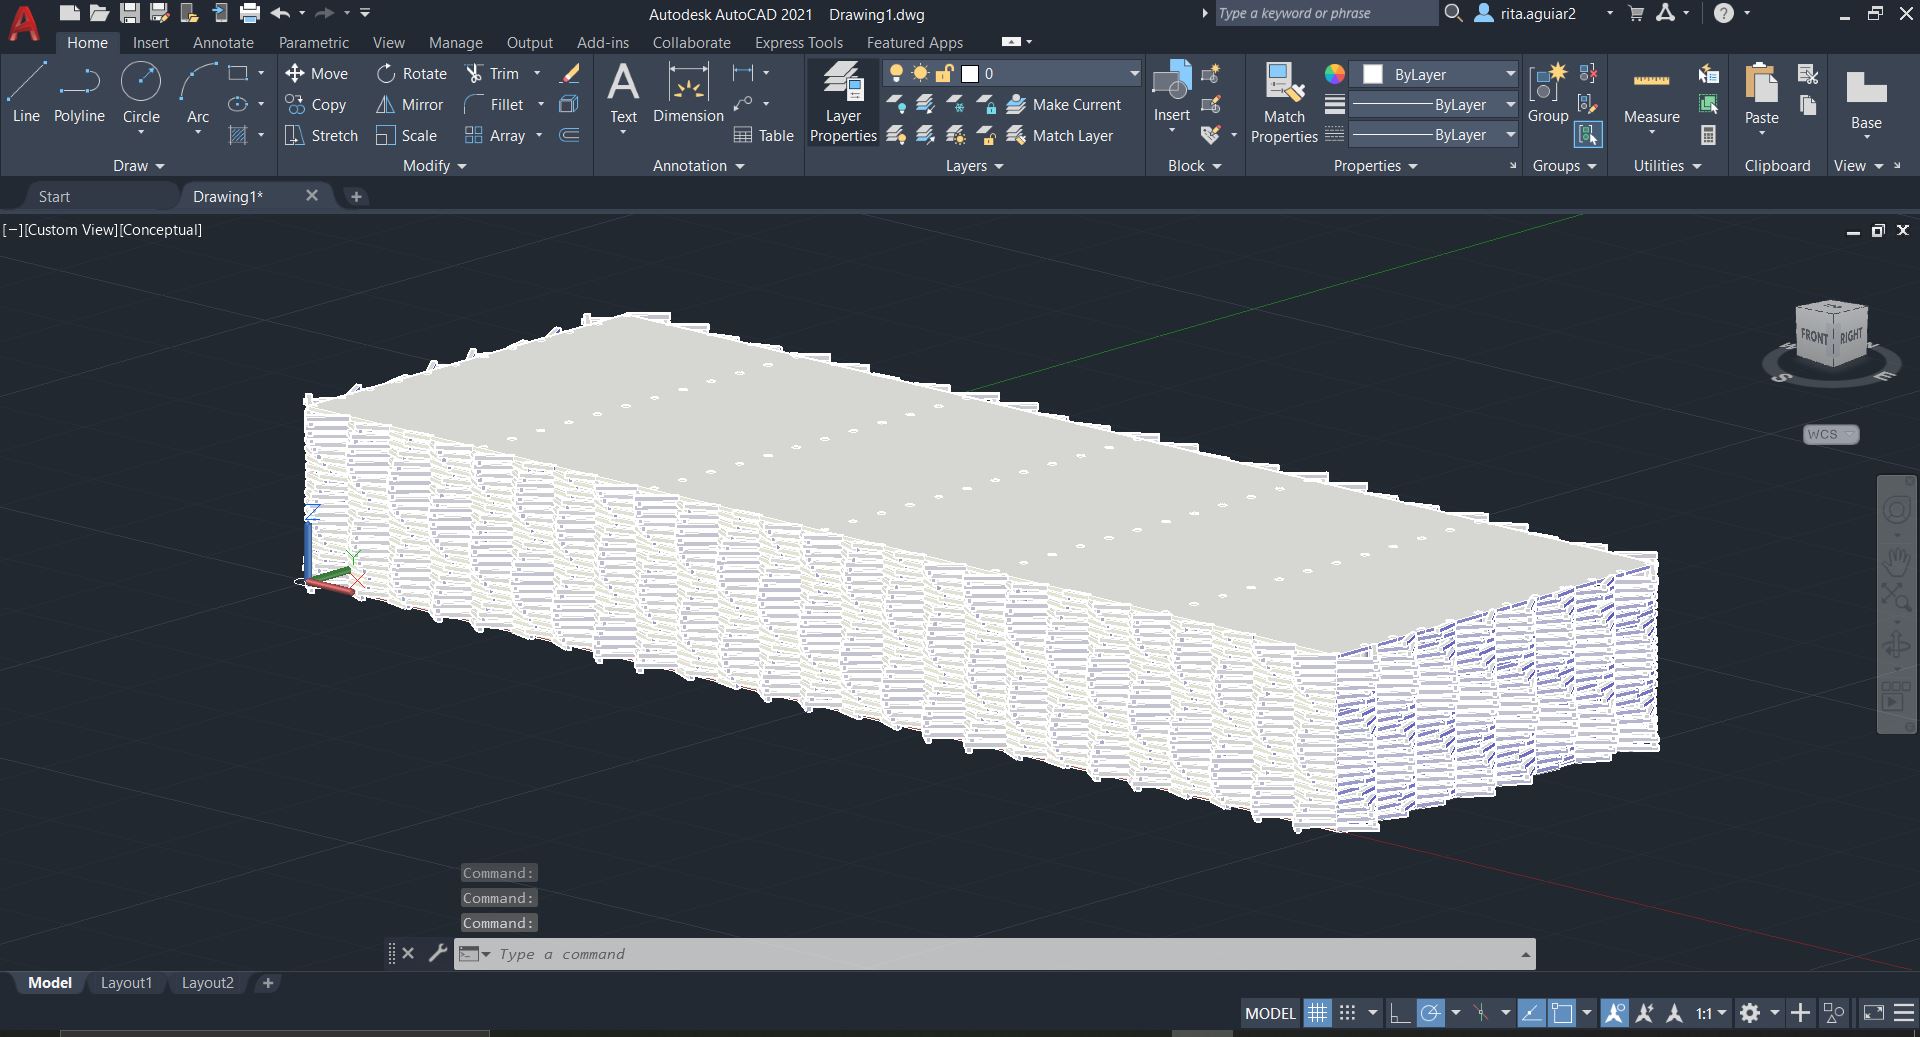 Autodesk AutoCAD 2021 Drawing1.dwg
Type a keyword or phrase
rita.aguiar2
Home Insert Annotate Parametric View Manage Output Add-ins Collaborate Express Tools Featured Apps
Line Polyline Circle Arc
Move Rotate Trim
Copy Mirror Fillet
Stretch Scale Array
Text Dimension
Table
Layer Properties
0
Make Current
Match Layer
Insert
Match Properties
ByLayer
ByLayer
ByLayer
Group
Measure
Paste
Base
Draw Modify Annotation Layers Block Properties Groups Utilities Clipboard View
Start Drawing1*
[−][Custom View][Conceptual]
FRONT RIGHT
S E
WCS
Z
Y
X
Command:
Command:
Command:
Type a command
Model Layout1 Layout2
MODEL 1:1